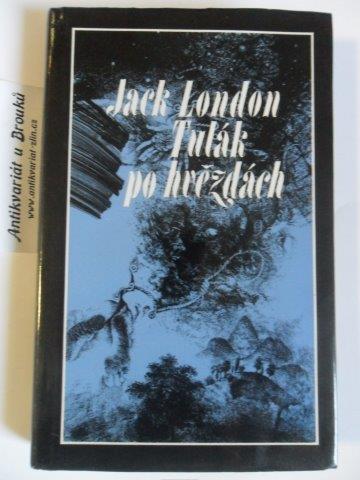 Jack London
Tulák
po hvězdách
Antikvariát u Brouků
www.antikvariat-zlin.cz